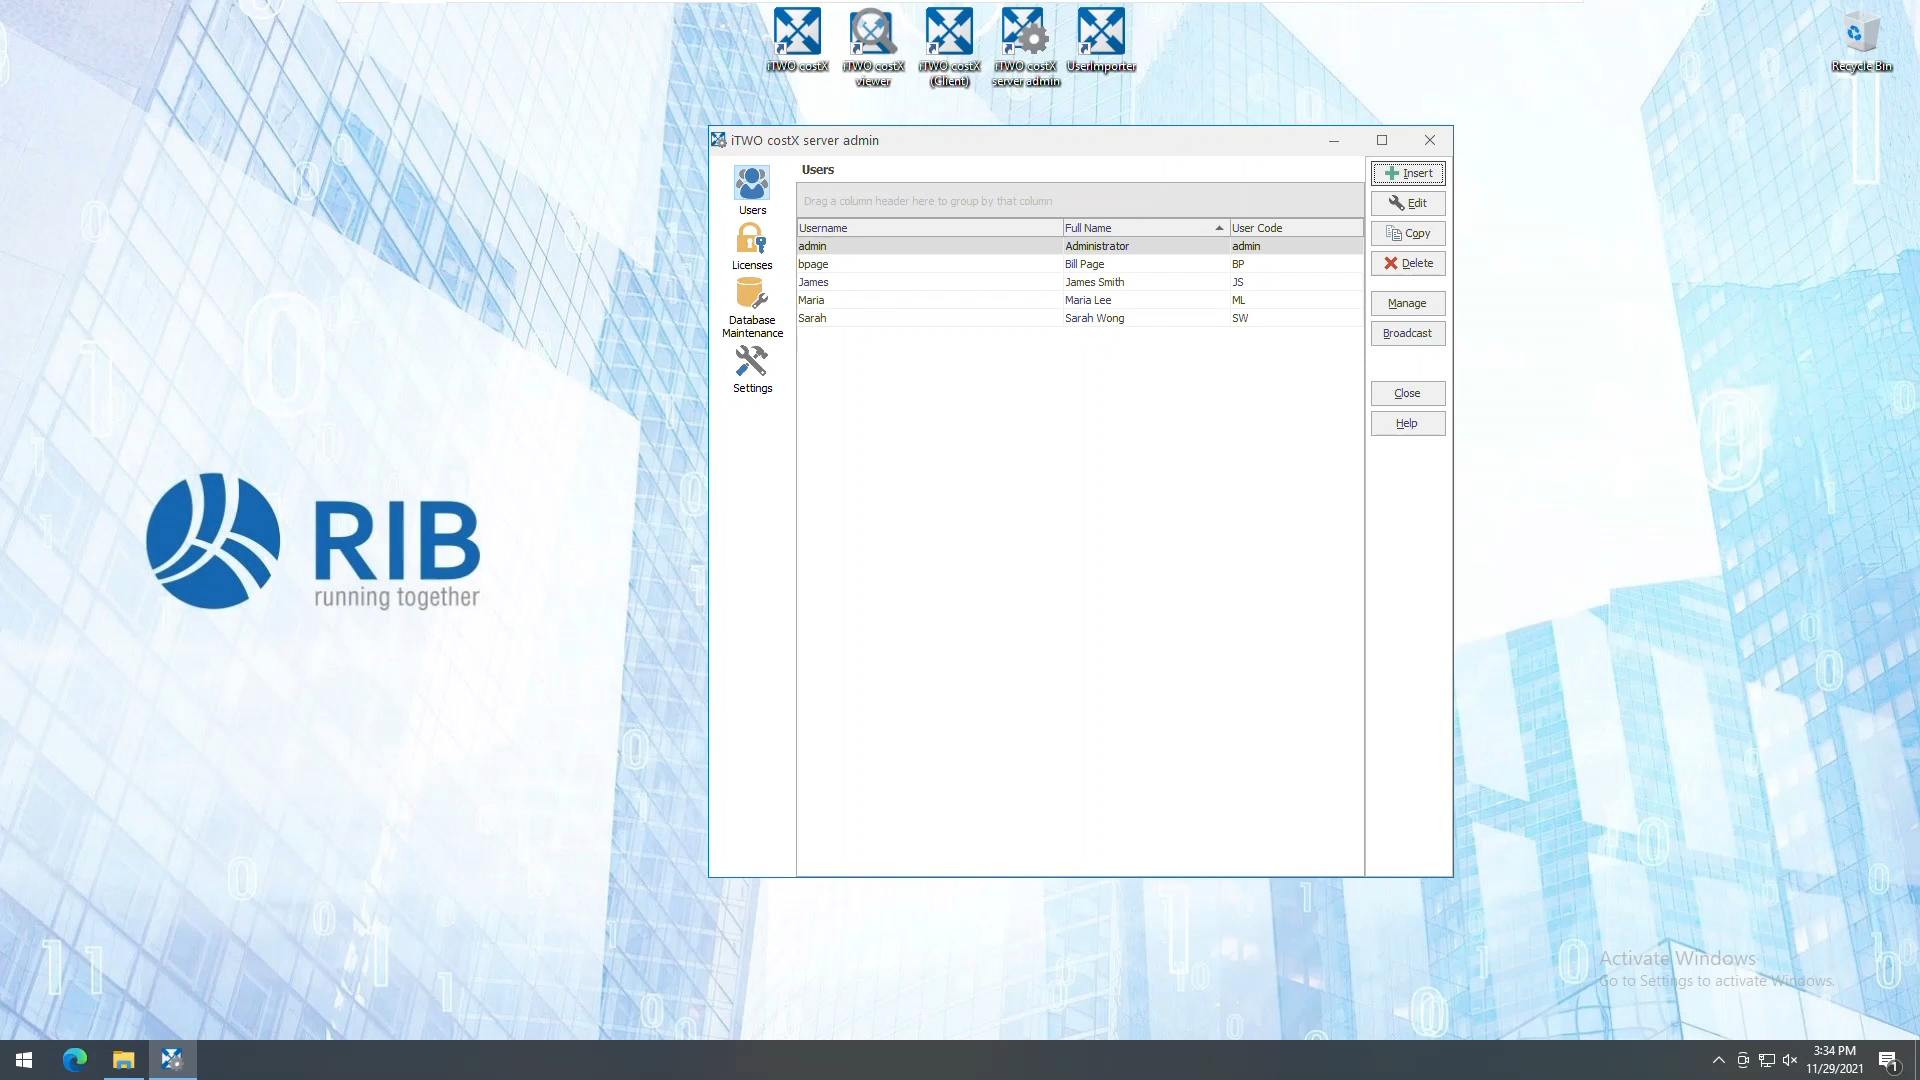 iTWO costX
iTWO costX
viewer
iTWO costX
(Client)
iTWO costX
server admin
UserImporter
Recycle Bin
iTWO costX server admin
Users
Licenses
Database
Maintenance
Settings
Users
Drag a column header here to group by that column
Username Full Name User Code
admin Administrator admin
bpage Bill Page BP
James James Smith JS
Maria Maria Lee ML
Sarah Sarah Wong SW
Insert
Edit
Copy
Delete
Manage
Broadcast
Close
Help
RIB
running together
Activate Windows
Go to Settings to activate Windows.
3:34 PM
11/29/2021
1